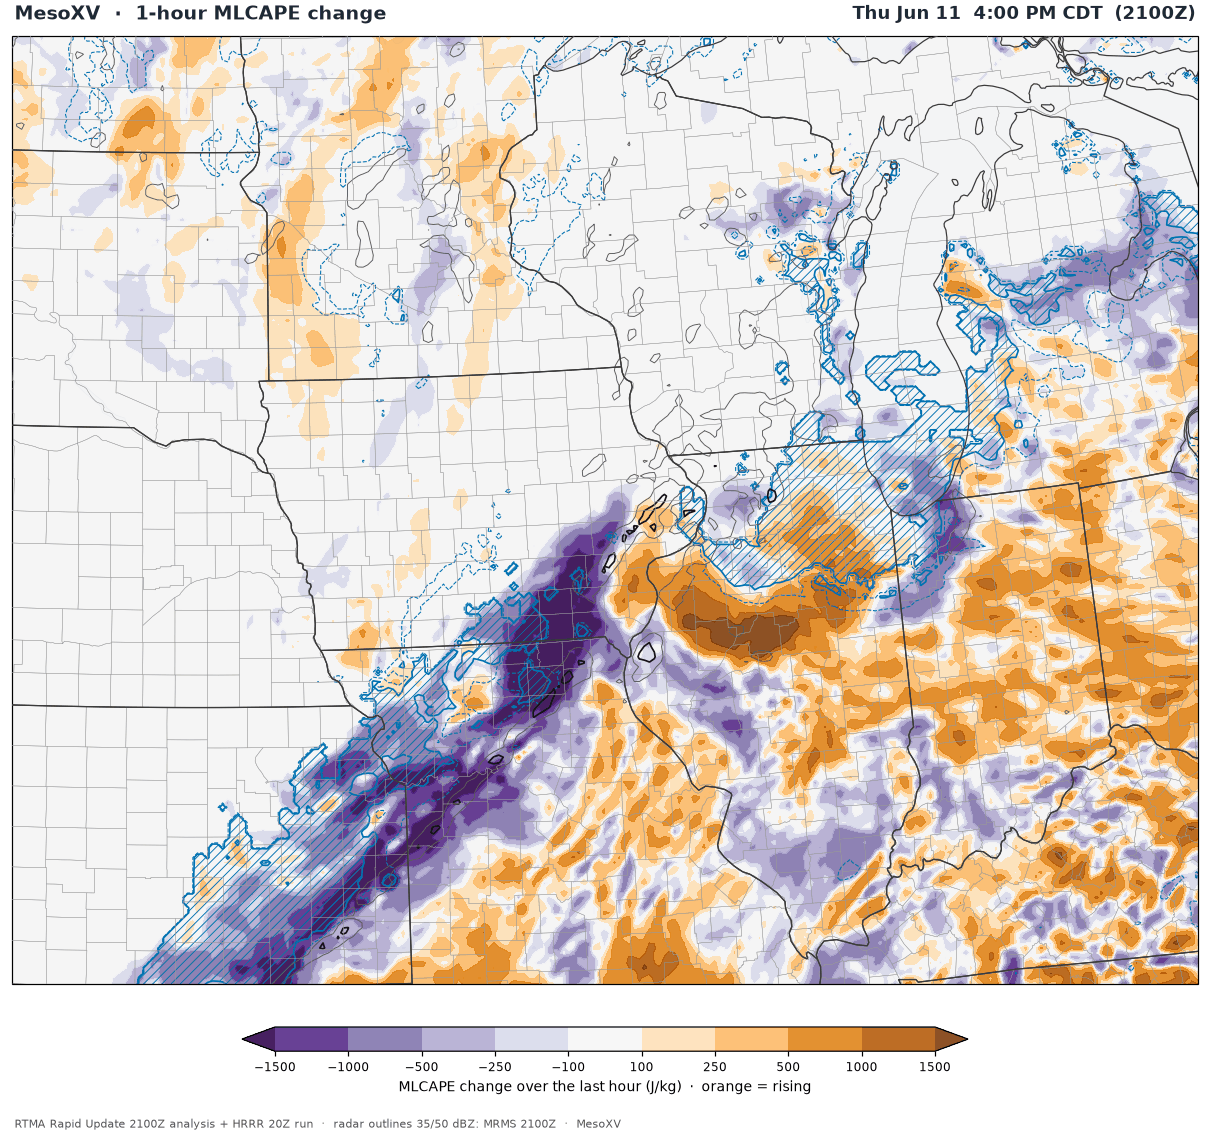 MesoXV · 1-hour MLCAPE change
Thu Jun 11 4:00 PM CDT (2100Z)
−1500 −1000 −500 −250 −100 100 250 500 1000 1500
MLCAPE change over the last hour (J/kg) · orange = rising
RTMA Rapid Update 2100Z analysis + HRRR 20Z run · radar outlines 35/50 dBZ: MRMS 2100Z · MesoXV